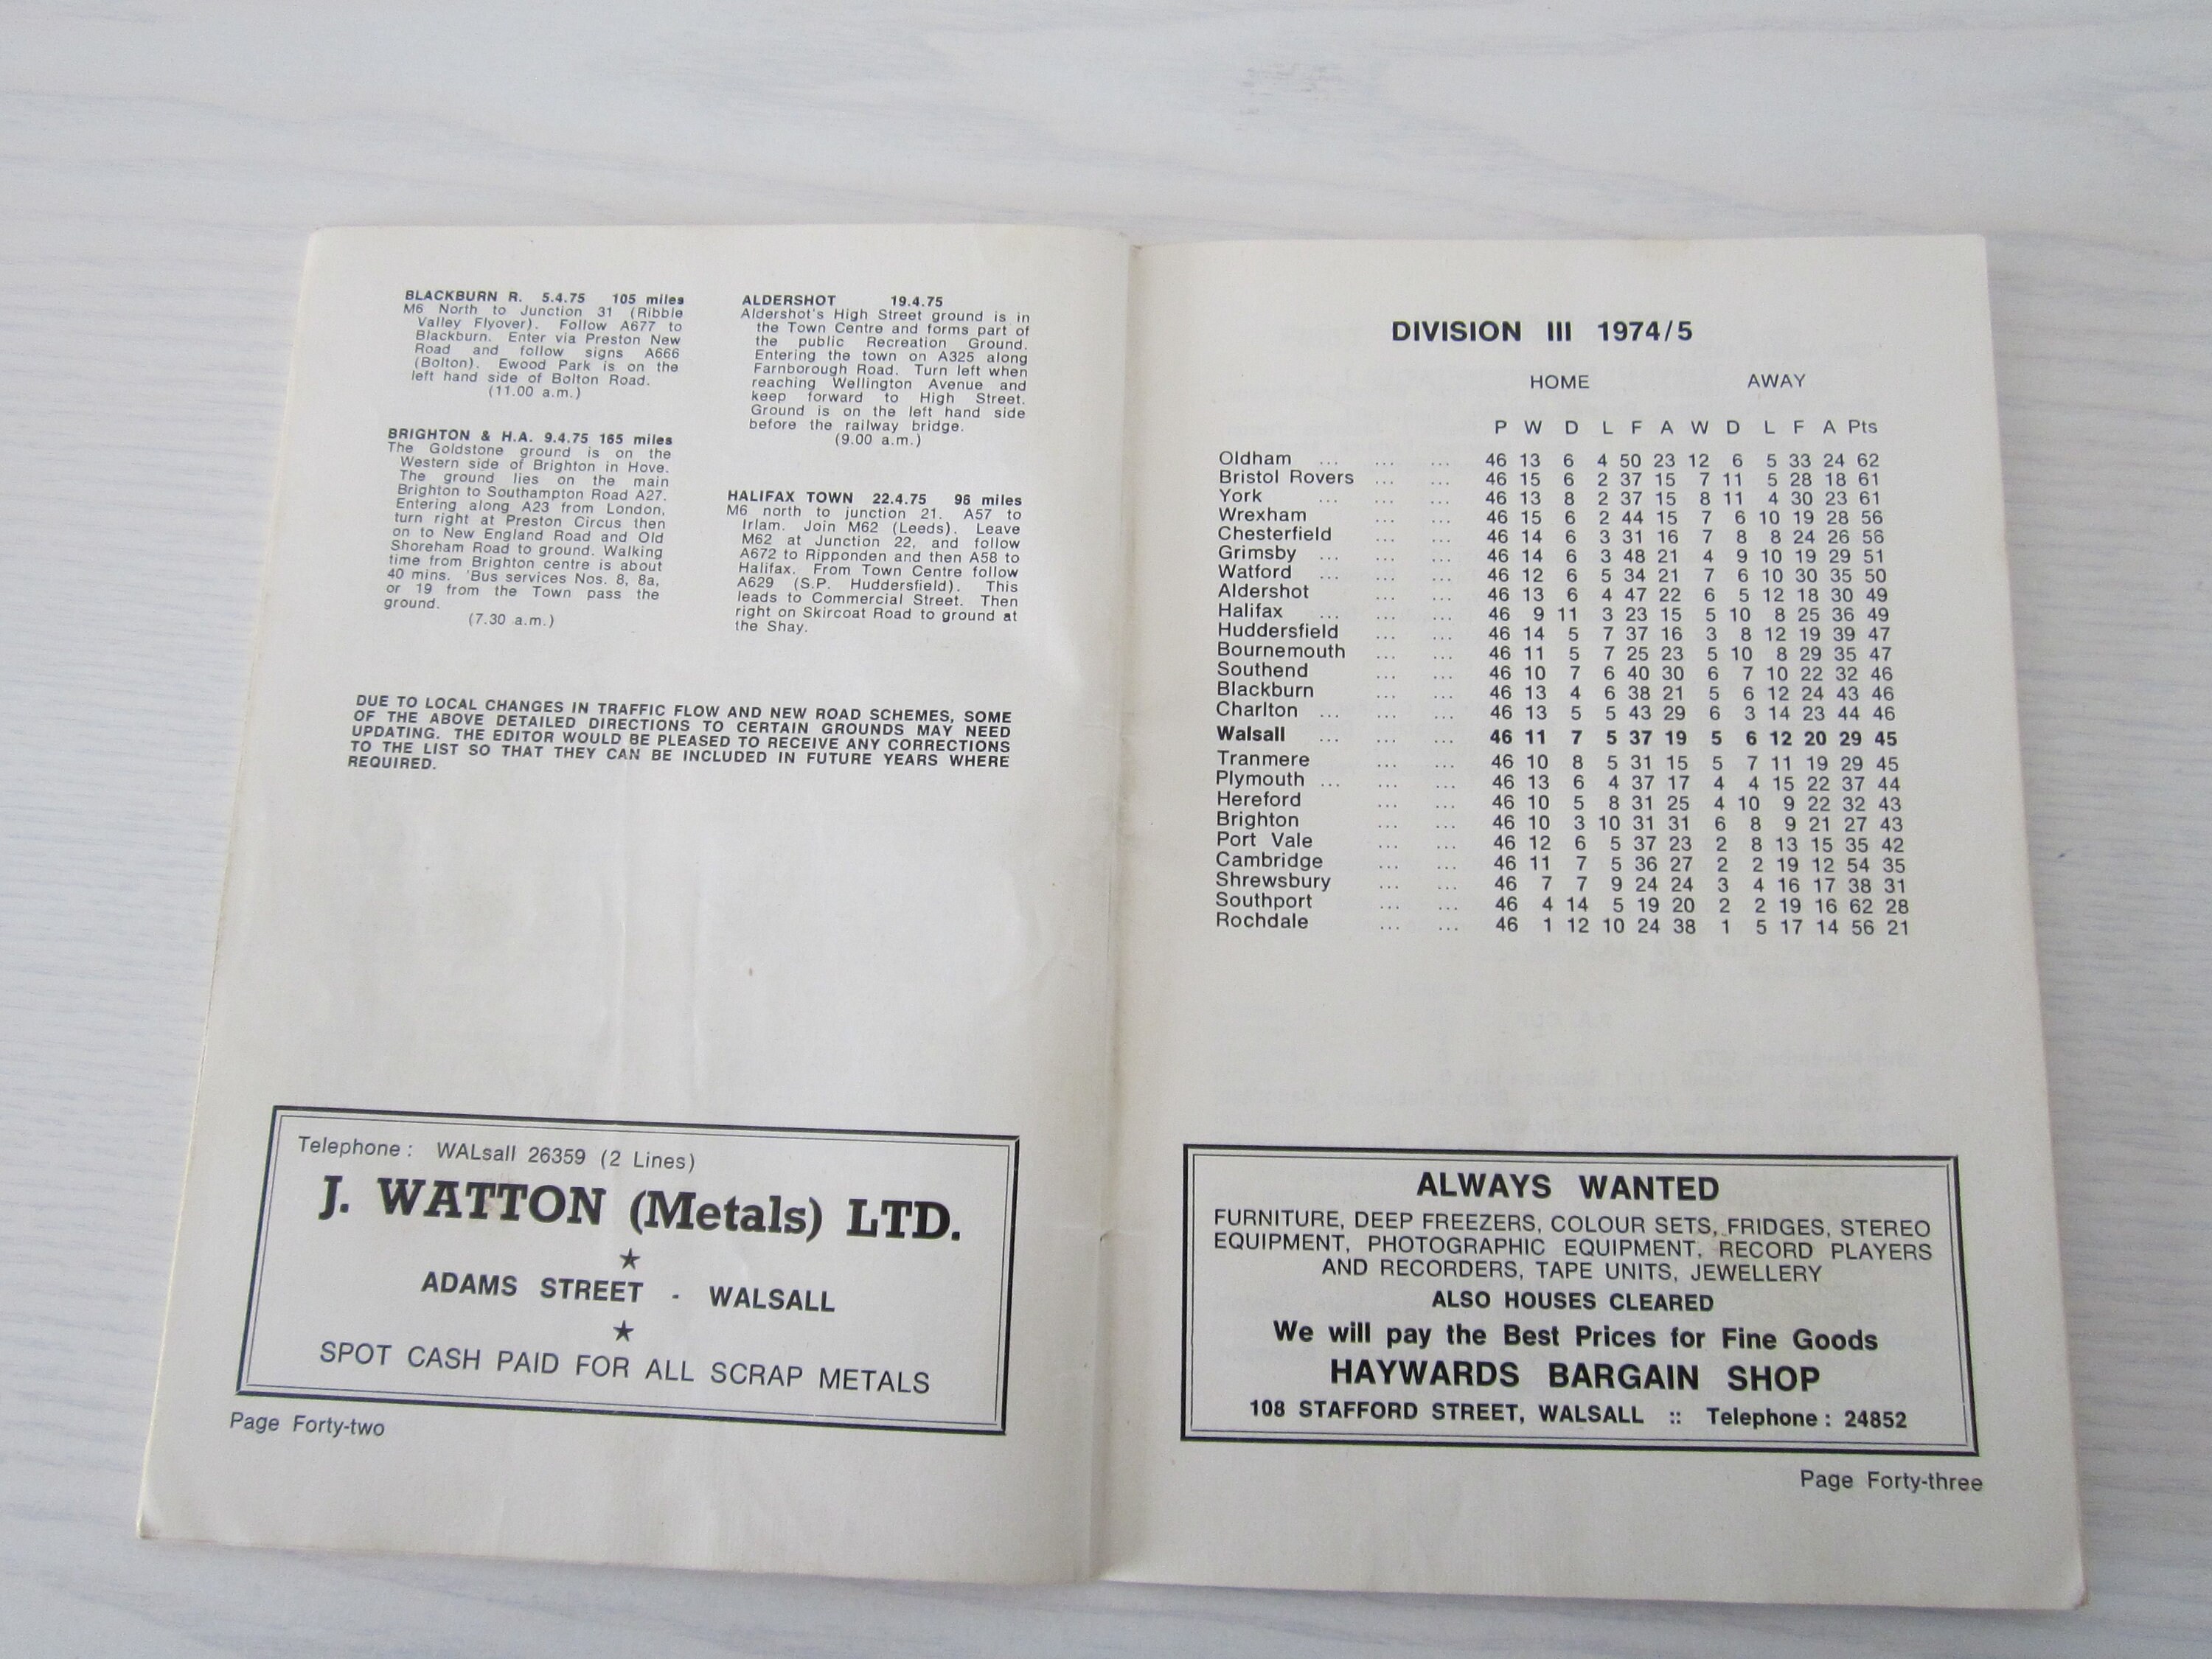 BLACKBURN R. 5.4.75 105 miles
M6 North to Junction 31 (Ribble
Valley Flyover). Follow A677 to
Blackburn. Enter via Preston New
Road and follow signs A666
(Bolton). Ewood Park is on the
left hand side of Bolton Road.
(11.00 a.m.)
BRIGHTON & H.A. 9.4.75 165 miles
The Goldstone ground is on the
Western side of Brighton in Hove.
The ground lies on the main
Brighton to Southampton Road A27.
Entering along A23 from London,
turn right at Preston Circus then
on to New England Road and Old
Shoreham Road to ground. Walking
time from Brighton centre is about
40 mins. 'Bus services Nos. 8, 8a,
or 19 from the Town pass the
ground.
(7.30 a.m.)
ALDERSHOT 19.4.75
Aldershot's High Street ground is in
the Town Centre and forms part of
the public Recreation Ground.
Entering the town on A325 along
Farnborough Road. Turn left when
reaching Wellington Avenue and
keep forward to High Street.
Ground is on the left hand side
before the railway bridge.
(9.00 a.m.)
HALIFAX TOWN 22.4.75 96 miles
M6 north to junction 21. A57 to
Irlam. Join M62 (Leeds). Leave
M62 at Junction 22, and follow
A672 to Ripponden and then A58 to
Halifax. From Town Centre follow
A629 (S.P. Huddersfield). This
leads to Commercial Street. Then
right on Skircoat Road to ground at
the Shay.
DUE TO LOCAL CHANGES IN TRAFFIC FLOW AND NEW ROAD SCHEMES, SOME
OF THE ABOVE DETAILED DIRECTIONS TO CERTAIN GROUNDS MAY NEED
UPDATING. THE EDITOR WOULD BE PLEASED TO RECEIVE ANY CORRECTIONS
TO THE LIST SO THAT THEY CAN BE INCLUDED IN FUTURE YEARS WHERE
REQUIRED.
Telephone: WALsall 26359 (2 Lines)
J. WATTON (Metals) LTD.
★
ADAMS STREET - WALSALL
★
SPOT CASH PAID FOR ALL SCRAP METALS
Page Forty-two
DIVISION III 1974/5
HOME AWAY
P W D L F A W D L F A Pts
Oldham ... ... ... 46 13 6 4 50 23 12 6 5 33 24 62
Bristol Rovers ... ... 46 15 6 2 37 15 7 11 5 28 18 61
York ... ... ... 46 13 8 2 37 15 8 11 4 30 23 61
Wrexham ... ... 46 15 6 2 44 15 7 6 10 19 28 56
Chesterfield ... ... 46 14 6 3 31 16 7 8 8 24 26 56
Grimsby ... ... ... 46 14 6 3 48 21 4 9 10 19 29 51
Watford ... ... ... 46 12 6 5 34 21 7 6 10 30 35 50
Aldershot ... ... 46 13 6 4 47 22 6 5 12 18 30 49
Halifax ... ... ... 46 9 11 3 23 15 5 10 8 25 36 49
Huddersfield ... ... 46 14 5 7 37 16 3 8 12 19 39 47
Bournemouth ... ... 46 11 5 7 25 23 5 10 8 29 35 47
Southend ... ... 46 10 7 6 40 30 6 7 10 22 32 46
Blackburn ... ... 46 13 4 6 38 21 5 6 12 24 43 46
Charlton ... ... ... 46 13 5 5 43 29 6 3 14 23 44 46
Walsall ... ... ... 46 11 7 5 37 19 5 6 12 20 29 45
Tranmere ... ... 46 10 8 5 31 15 5 7 11 19 29 45
Plymouth ... ... ... 46 13 6 4 37 17 4 4 15 22 37 44
Hereford ... ... 46 10 5 8 31 25 4 10 9 22 32 43
Brighton ... ... 46 10 3 10 31 31 6 8 9 21 27 43
Port Vale ... ... 46 12 6 5 37 23 2 8 13 15 35 42
Cambridge ... ... 46 11 7 5 36 27 2 2 19 12 54 35
Shrewsbury ... ... 46 7 7 9 24 24 3 4 16 17 38 31
Southport ... ... 46 4 14 5 19 20 2 2 19 16 62 28
Rochdale ... ... 46 1 12 10 24 38 1 5 17 14 56 21
ALWAYS WANTED
FURNITURE, DEEP FREEZERS, COLOUR SETS, FRIDGES, STEREO
EQUIPMENT, PHOTOGRAPHIC EQUIPMENT, RECORD PLAYERS
AND RECORDERS, TAPE UNITS, JEWELLERY
ALSO HOUSES CLEARED
We will pay the Best Prices for Fine Goods
HAYWARDS BARGAIN SHOP
108 STAFFORD STREET, WALSALL :: Telephone: 24852
Page Forty-three